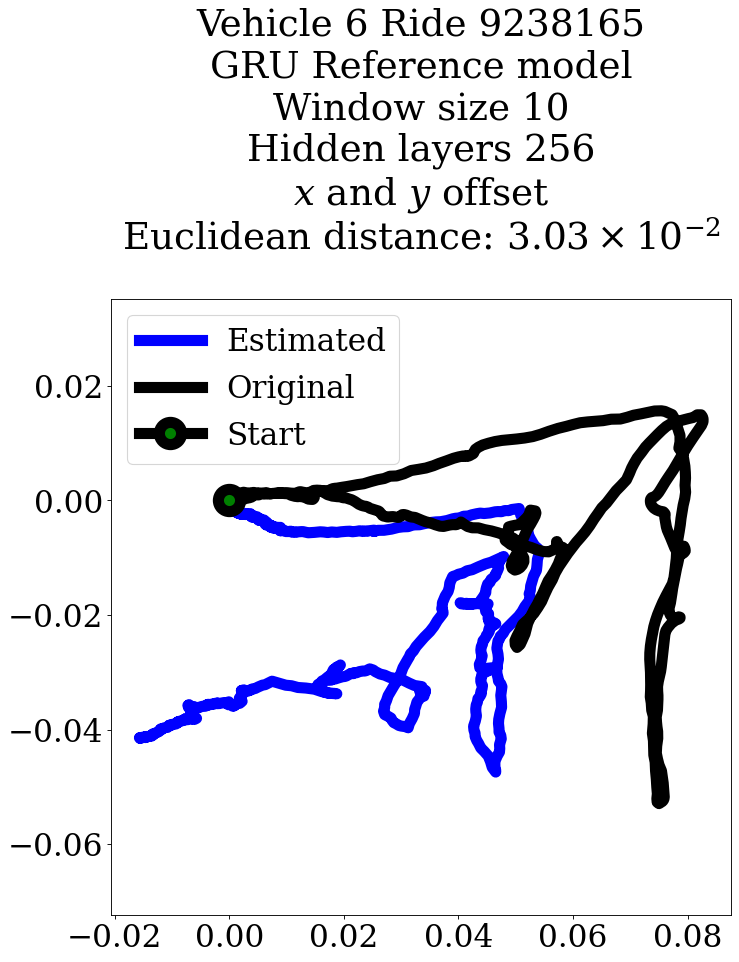 Vehicle 6 Ride 9238165
GRU Reference model
Window size 10
Hidden layers 256
x and y offset
Euclidean distance: 3.03 × 10⁻²
Estimated
Original
Start
0.02
0.00
−0.02
−0.04
−0.06
−0.02 0.00 0.02 0.04 0.06 0.08